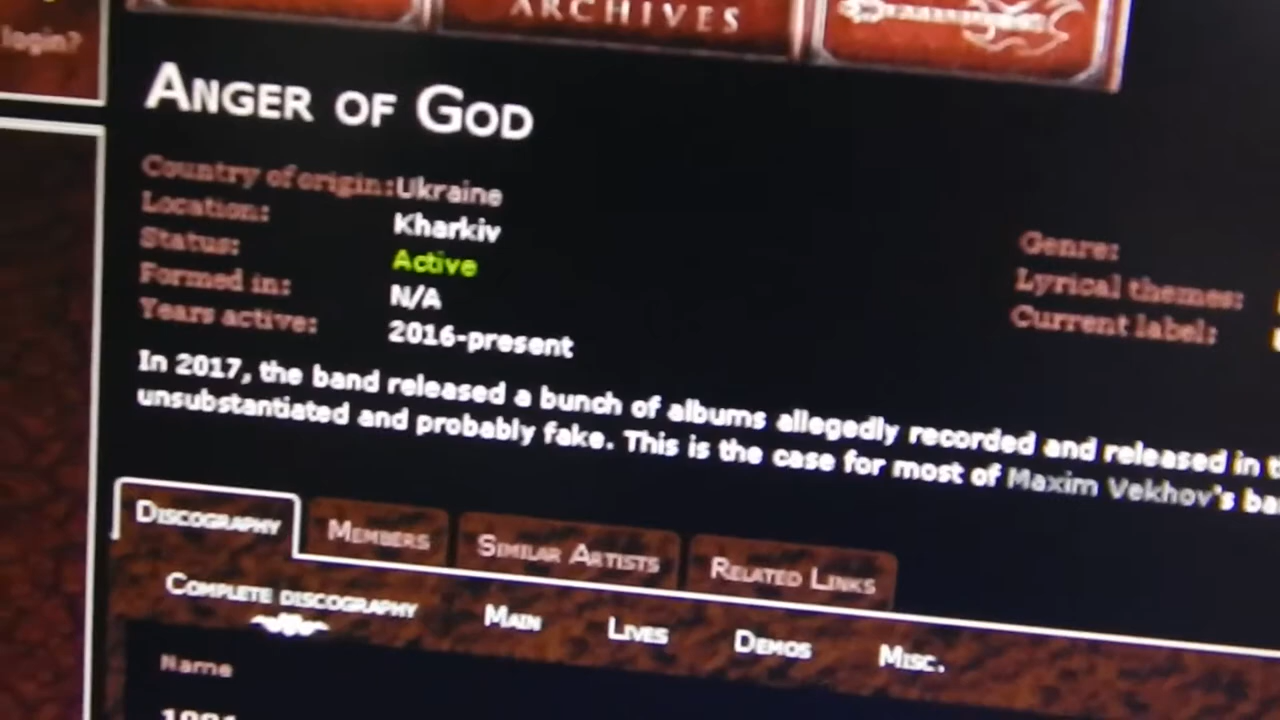 login?
ARCHIVES
ANGER OF GOD
Country of origin: Ukraine
Location: Kharkiv
Status: Active
Formed in: N/A
Years active: 2016-present
Genre:
Lyrical themes:
Current label:
In 2017, the band released a bunch of albums allegedly recorded and released in
unsubstantiated and probably fake. This is the case for most of Maxim Vekhov's
DISCOGRAPHY MEMBERS SIMILAR ARTISTS RELATED LINKS
COMPLETE DISCOGRAPHY MAIN LIVES DEMOS MISC.
Name